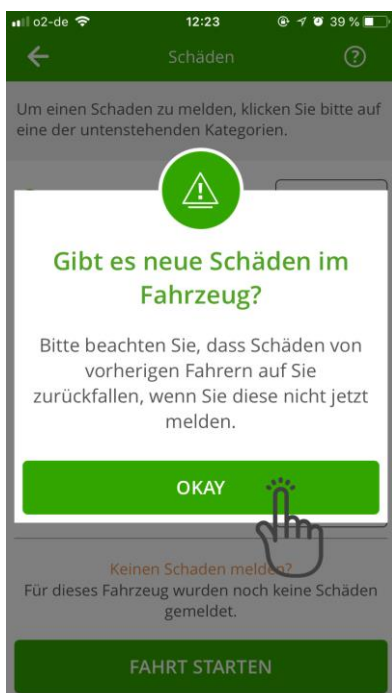 o2-de 12:23 39 %
Schäden
Um einen Schaden zu melden, klicken Sie bitte auf
eine der untenstehenden Kategorien.
Gibt es neue Schäden im
Fahrzeug?
Bitte beachten Sie, dass Schäden von
vorherigen Fahrern auf Sie
zurückfallen, wenn Sie diese nicht jetzt
melden.
OKAY
Keinen Schaden melden?
Für dieses Fahrzeug wurden noch keine Schäden
gemeldet.
FAHRT STARTEN